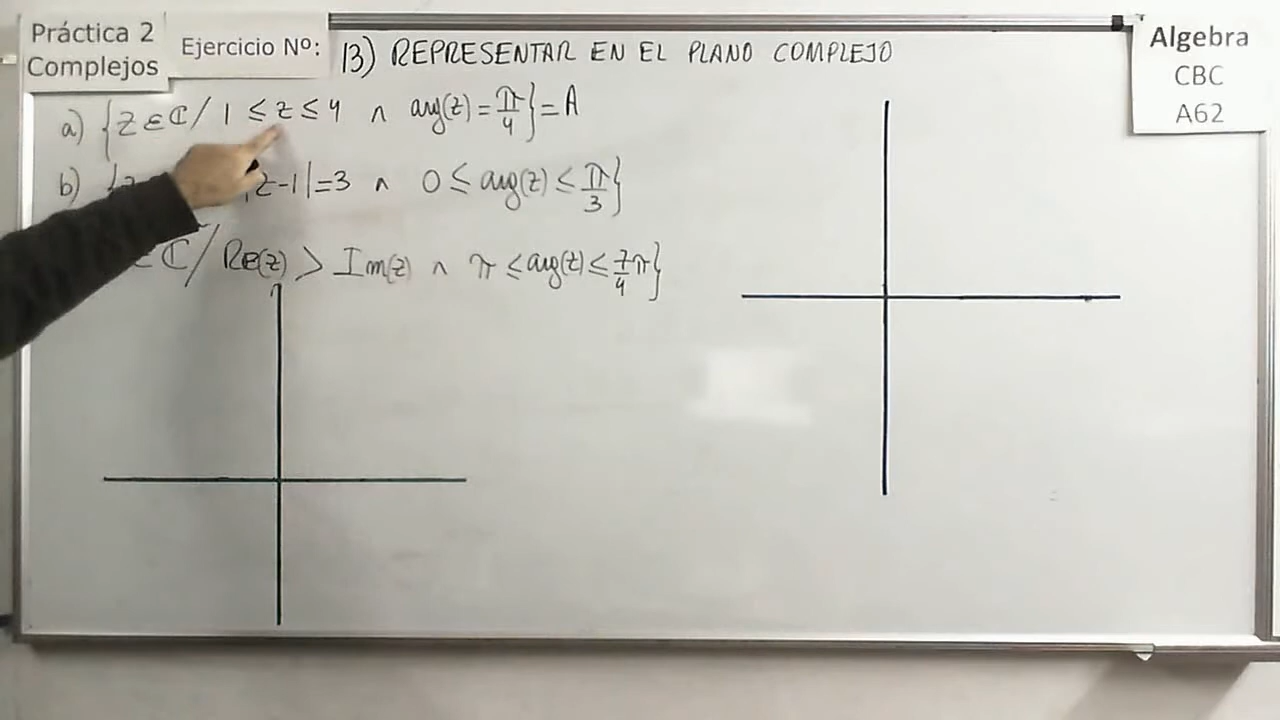 Práctica 2
Complejos
Ejercicio Nº:
13) REPRESENTAR EN EL PLANO COMPLEJO
Algebra
CBC
A62
a) {z ∈ ℂ / 1 ≤ z ≤ 4 ∧ arg(z) = π/4} = A
b) { z-1| = 3 ∧ 0 ≤ arg(z) ≤ π/3}
∈ ℂ / Re(z) > Im(z) ∧ π ≤ arg(z) ≤ 7/4 π}